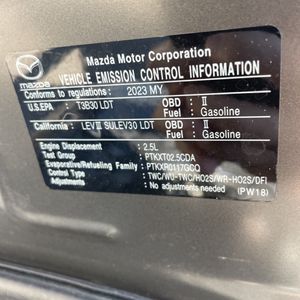 mazda
Mazda Motor Corporation
VEHICLE EMISSION CONTROL INFORMATION
Conforms to regulations: 2023 MY
U.S.EPA : T3B30 LDT OBD : II
Fuel : Gasoline
California : LEVIII SULEV30 LDT OBD : II
Fuel : Gasoline
Engine Displacement : 2.5L
Test Group : PTKXT02.5CDA
Evaporative/Refueling Family : PTKXR0117GCQ
Control Type : TWC/WU-TWC/HO2S/WR-HO2S/DFI
Adjustments : No adjustments needed
(PW18)